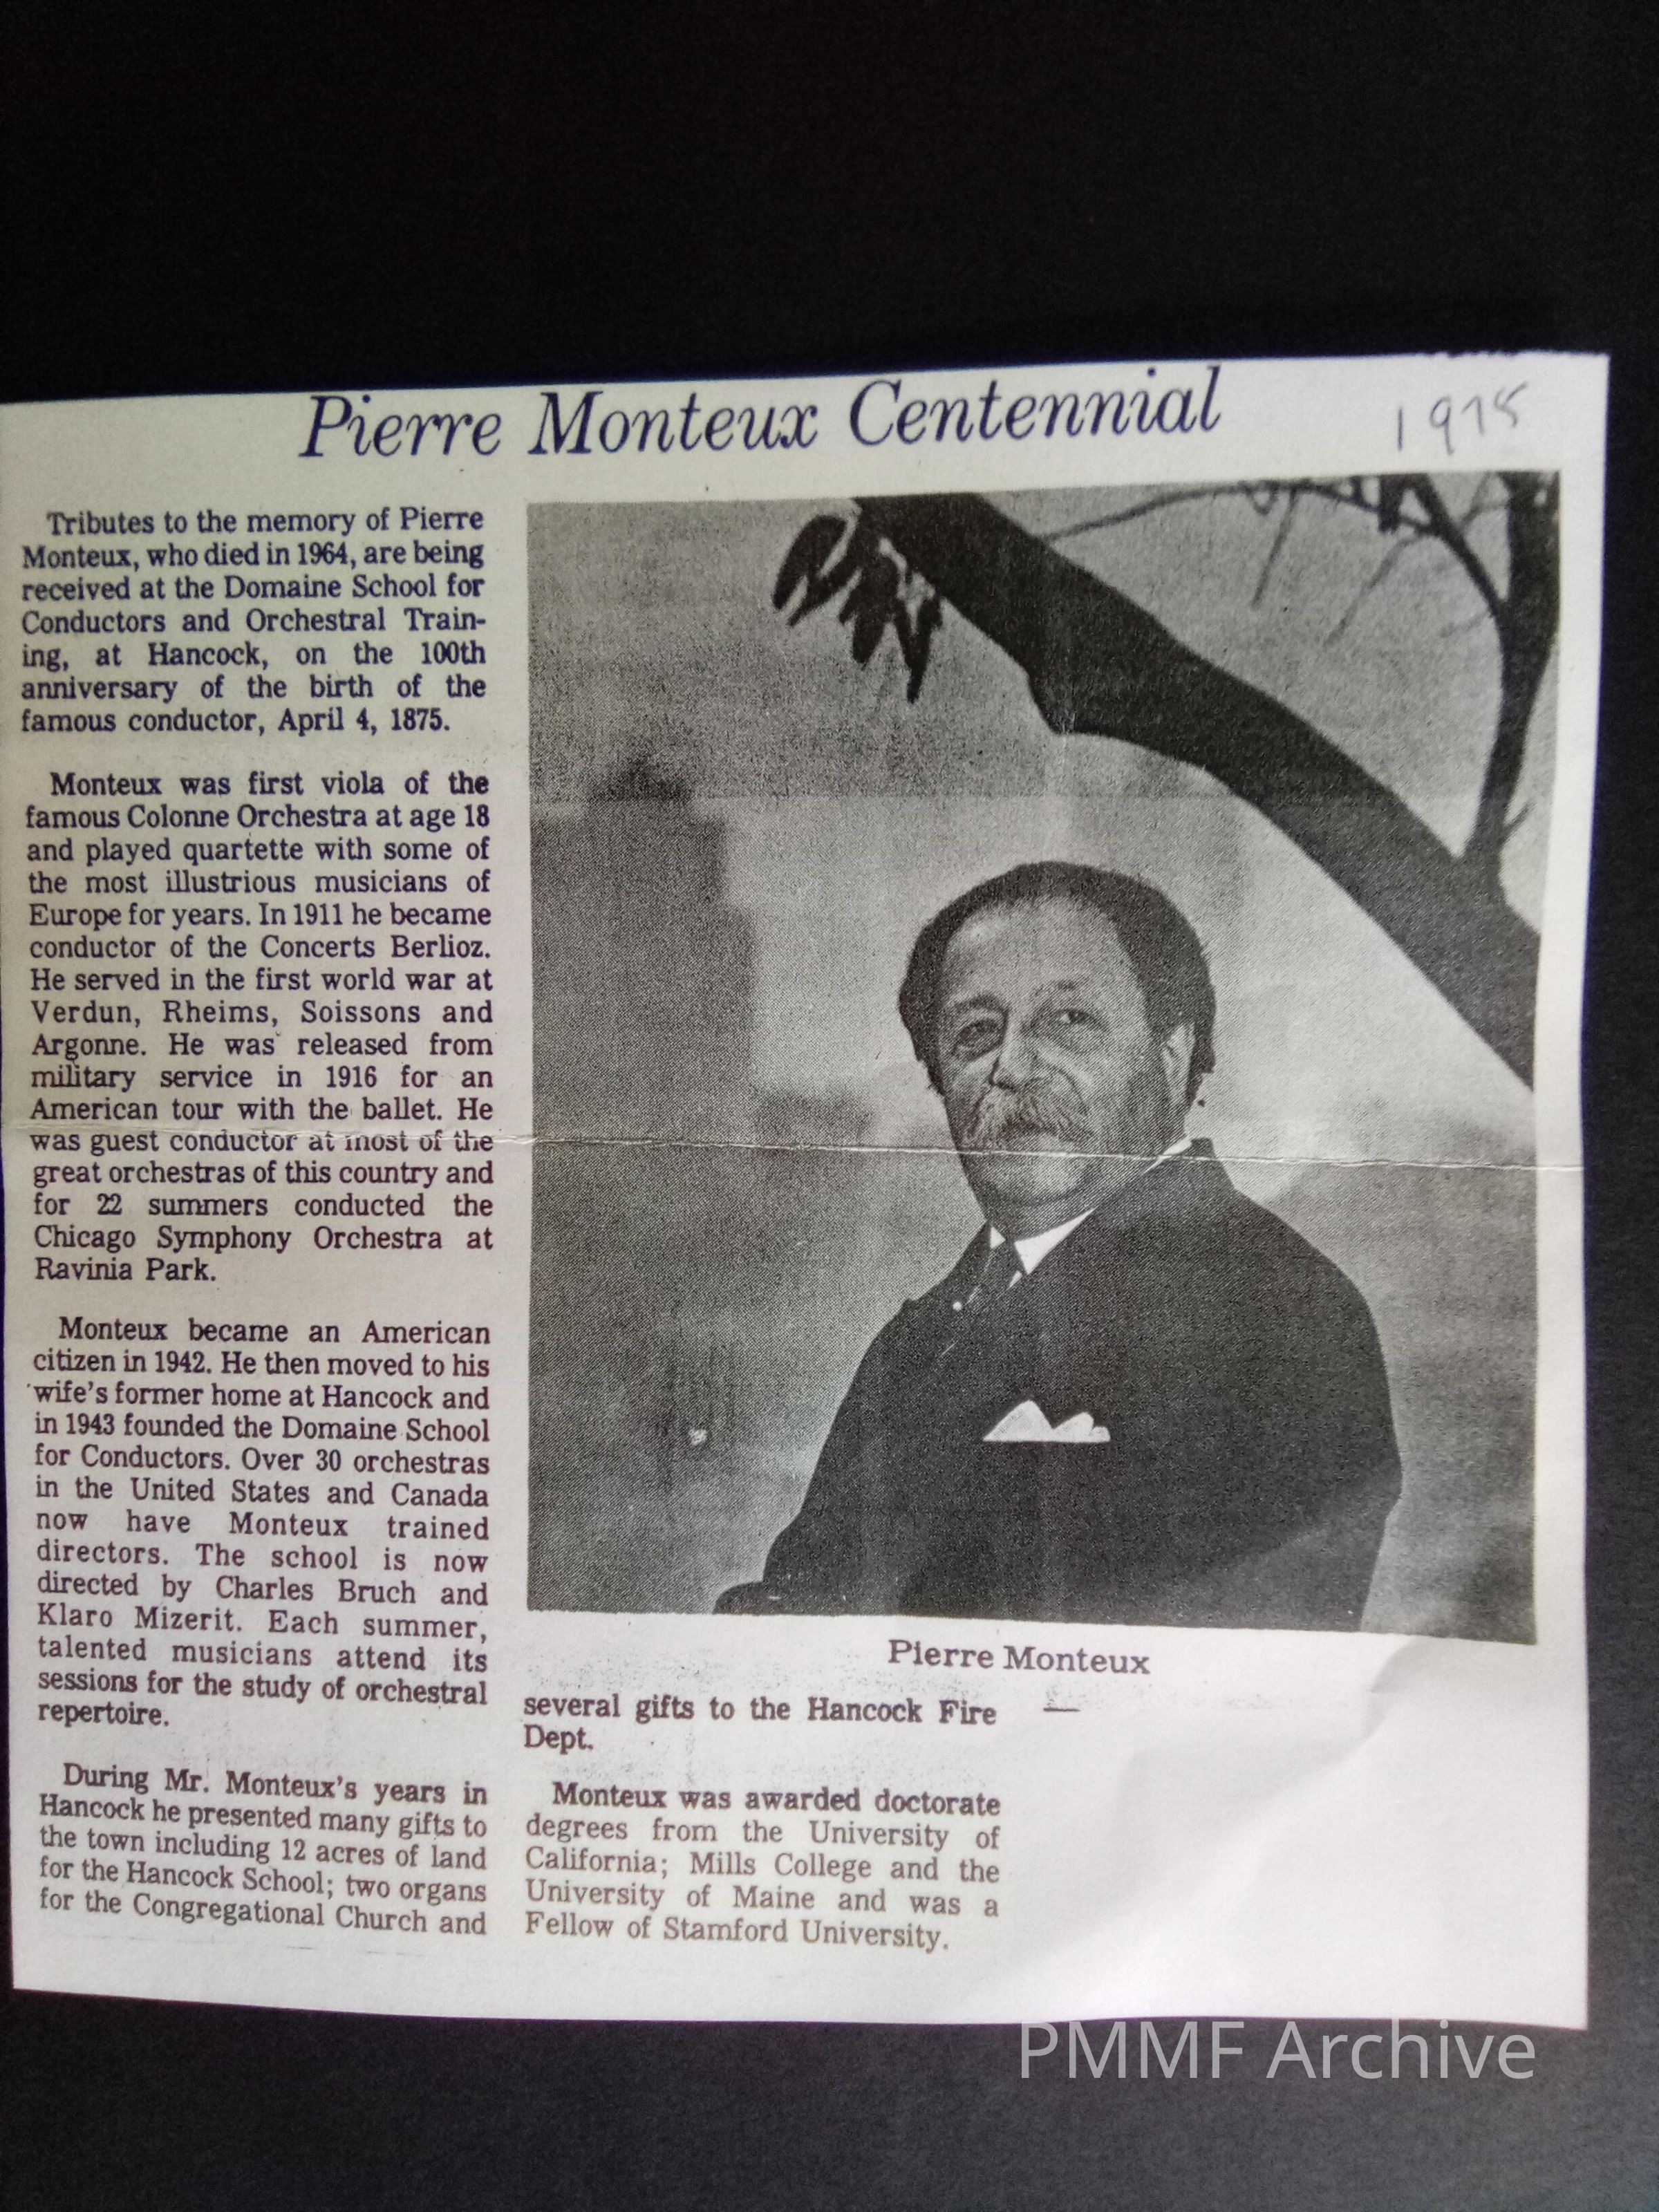 Pierre Monteux Centennial
1975
Tributes to the memory of Pierre
Monteux, who died in 1964, are being
received at the Domaine School for
Conductors and Orchestral Train-
ing, at Hancock, on the 100th
anniversary of the birth of the
famous conductor, April 4, 1875.
Monteux was first viola of the
famous Colonne Orchestra at age 18
and played quartette with some of
the most illustrious musicians of
Europe for years. In 1911 he became
conductor of the Concerts Berlioz.
He served in the first world war at
Verdun, Rheims, Soissons and
Argonne. He was released from
military service in 1916 for an
American tour with the ballet. He
was guest conductor at most of the
great orchestras of this country and
for 22 summers conducted the
Chicago Symphony Orchestra at
Ravinia Park.
Monteux became an American
citizen in 1942. He then moved to his
wife's former home at Hancock and
in 1943 founded the Domaine School
for Conductors. Over 30 orchestras
in the United States and Canada
now have Monteux trained
directors. The school is now
directed by Charles Bruch and
Klaro Mizerit. Each summer,
talented musicians attend its
sessions for the study of orchestral
repertoire.
During Mr. Monteux's years in
Hancock he presented many gifts to
the town including 12 acres of land
for the Hancock School; two organs
for the Congregational Church and
Pierre Monteux
several gifts to the Hancock Fire
Dept.
Monteux was awarded doctorate
degrees from the University of
California; Mills College and the
University of Maine and was a
Fellow of Stamford University.
PMMF Archive